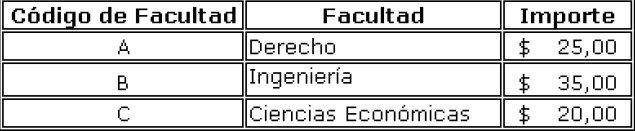 Código de Facultad Facultad Importe
A Derecho $ 25,00
B Ingeniería $ 35,00
C Ciencias Económicas $ 20,00